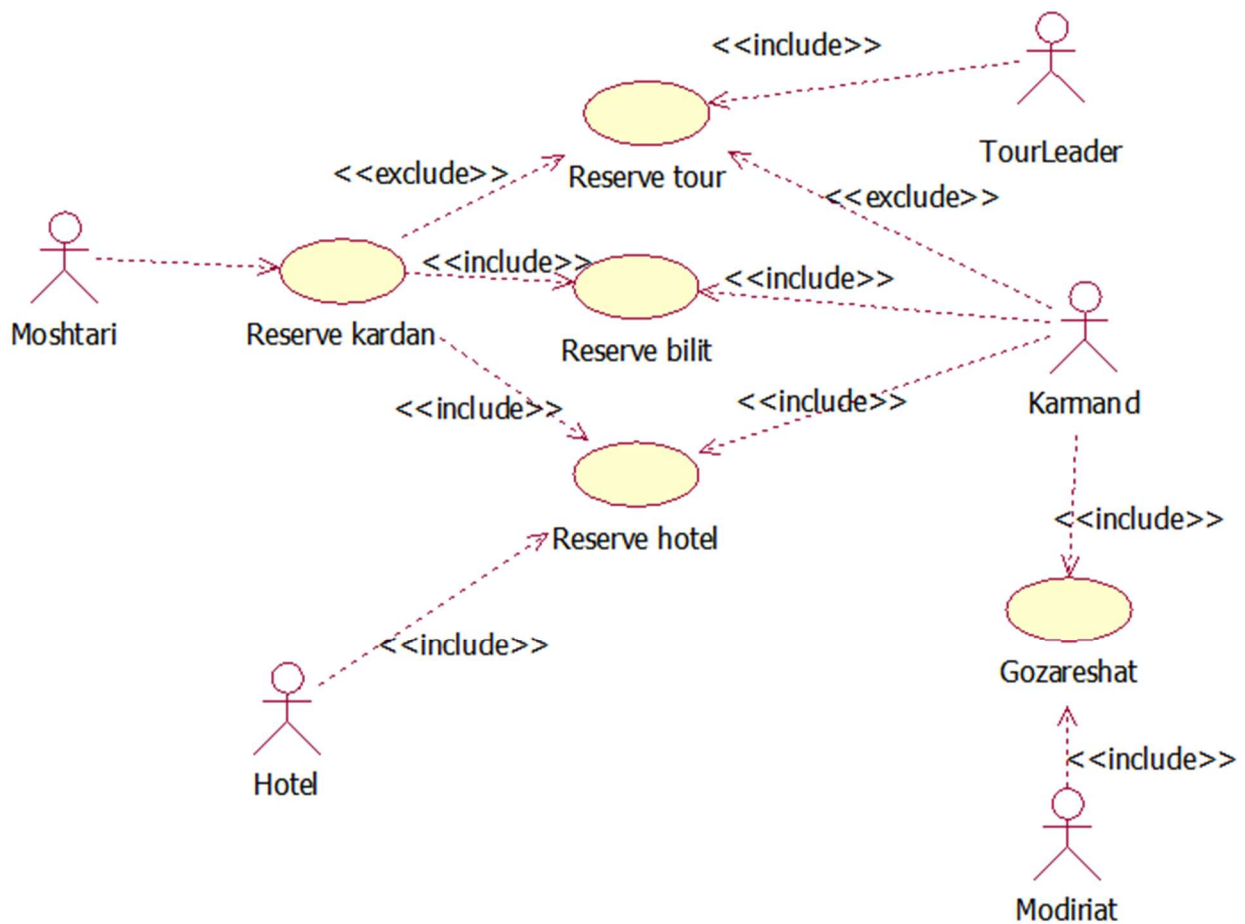 <<include>>
TourLeader
Reserve tour
<<exclude>>
<<exclude>>
Moshtari
Reserve kardan
<<include>>
<<include>>
Reserve bilit
<<include>>
<<include>>
Karmand
Reserve hotel
<<include>>
<<include>>
Gozareshat
Hotel
<<include>>
Modiriat